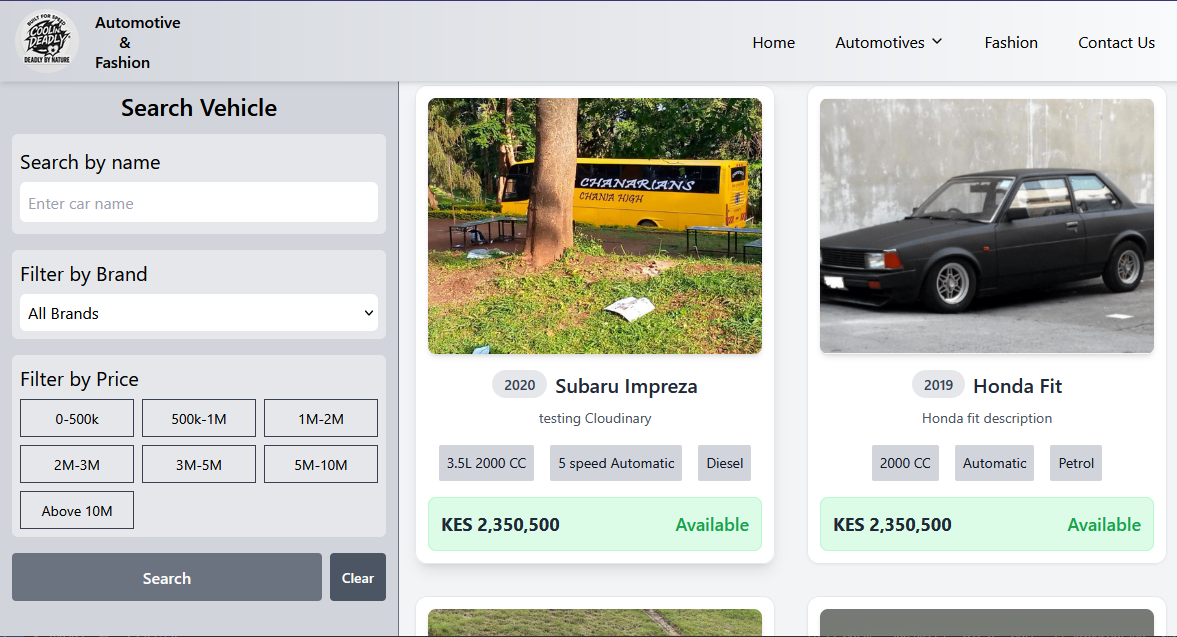 BUILT FOR SPEED
COOLIN
DEADLY
DEADLY BY NATURE
Automotive
&
Fashion
Home
Automotives
Fashion
Contact Us
Search Vehicle
Search by name
Enter car name
Filter by Brand
All Brands
Filter by Price
0-500k
500k-1M
1M-2M
2M-3M
3M-5M
5M-10M
Above 10M
Search
Clear
CHANARIANS
CHANIA HIGH
2020
Subaru Impreza
testing Cloudinary
3.5L 2000 CC
5 speed Automatic
Diesel
KES 2,350,500
Available
2019
Honda Fit
Honda fit description
2000 CC
Automatic
Petrol
KES 2,350,500
Available